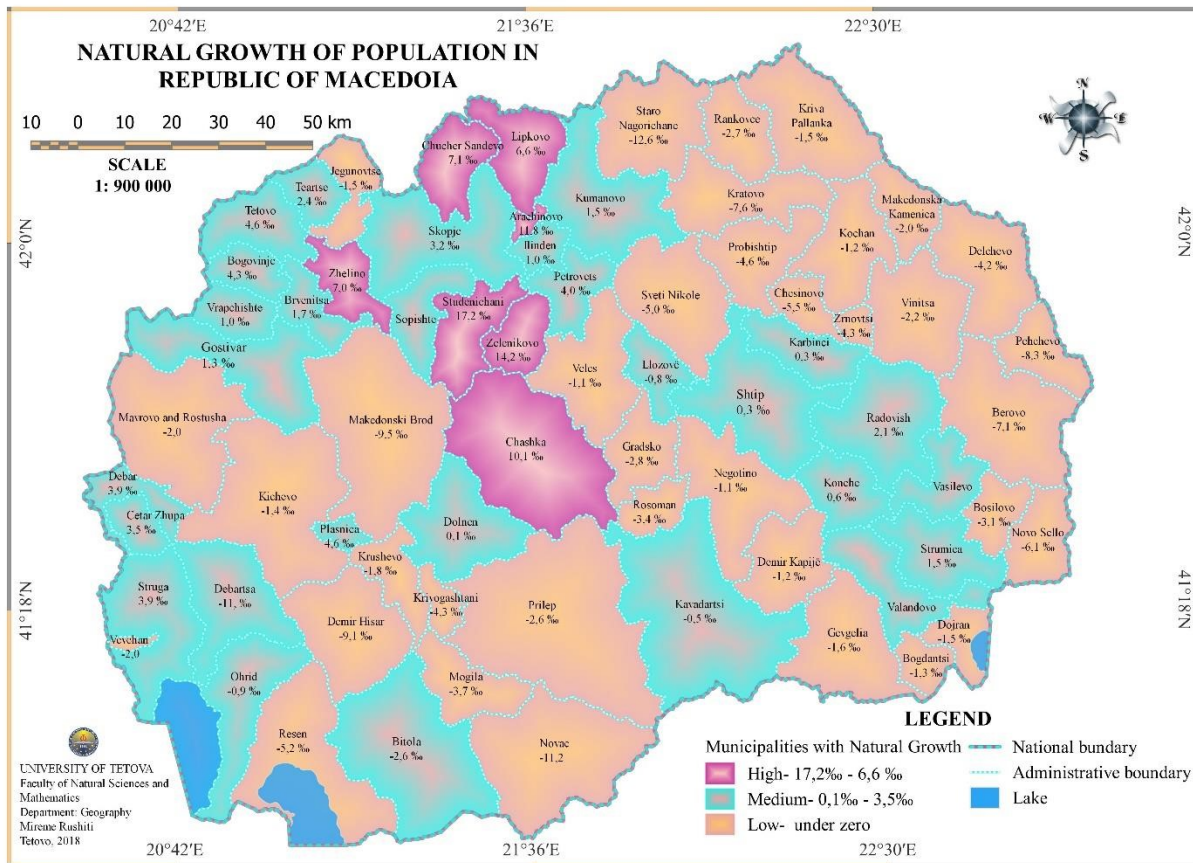 20°42'E 21°36'E 22°30'E
NATURAL GROWTH OF POPULATION IN
REPUBLIC OF MACEDOIA
10 0 10 20 30 40 50 km
SCALE
1: 900 000
N
W E
S
42°0'N
42°0'N
41°18'N
41°18'N
Staro
Nagorichane
-12,6 ‰
Rankovce
-2,7 ‰
Kriva
Pallanka
-1,5 ‰
Lipkovo
6,6 ‰
Chucher Sandevo
7,1 ‰
Jegunovtse
-1,5 ‰
Teartse
2,4 ‰
Tetovo
4,6 ‰
Kumanovo
1,5 ‰
Kratovo
-7,6 ‰
Makedonska
Kamenica
-2,0 ‰
Arachinovo
11,8 ‰
Skopje
3,2 ‰
Ilinden
1,0 ‰
Kochan
-1,2 ‰
Probishtip
-4,6 ‰
Delchevo
-4,2 ‰
Bogovinje
4,3 ‰
Zhelino
7,0 ‰
Petrovets
4,0 ‰
Sveti Nikole
-5,0 ‰
Chesinovo
-5,5 ‰
Vinitsa
-2,2 ‰
Vrapchishte
1,0 ‰
Brvenitsa
1,7 ‰
Sopishte
Studenichani
17,2 ‰
Zrnovtsi
-4,3 ‰
Zelenikovo
14,2 ‰
Karbinci
0,3 ‰
Pehchevo
-8,3 ‰
Gostivar
1,3 ‰
Veles
-1,1 ‰
Llozovë
-0,8 ‰
Shtip
0,3 ‰
Radovish
2,1 ‰
Berovo
-7,1 ‰
Mavrovo and Rostusha
-2,0
Makedonski Brod
-9,5 ‰
Chashka
10,1 ‰
Gradsko
-2,8 ‰
Negotino
-1,1 ‰
Debar
3,9 ‰
Kichevo
-1,4 ‰
Konche
0,6 ‰
Vasilevo
Cetar Zhupa
3,5 ‰
Plasnica
4,6 ‰
Dolnen
0,1 ‰
Rosoman
-3.4 ‰
Bosilovo
-3,1 ‰
Novo Sello
-6,1 ‰
Krushevo
-1,8 ‰
Demir Kapijë
-1,2 ‰
Strumica
1,5 ‰
Struga
3,9 ‰
Debartsa
-11, ‰
Krivogashtani
-4,3 ‰
Prilep
-2,6 ‰
Kavadartsi
-0,5 ‰
Valandovo
Demir Hisar
-9,1 ‰
Vevchan
-2,0
Gevgelia
-1,6 ‰
Dojran
-1,5 ‰
Bogdantsi
-1,3 ‰
Ohrid
-0,9 ‰
Mogila
-3,7 ‰
Resen
-5,2 ‰
Bitola
-2,6 ‰
Novac
-11,2
UNIVERSITY OF TETOVA
Faculty of Natural Sciences and
Mathematics
Department: Geography
Mireme Rushiti
Tetovo, 2018
LEGEND
Municipalities with Natural Growth
High- 17,2‰ - 6,6 ‰
Medium- 0,1‰ - 3,5‰
Low- under zero
National bundary
Administrative boundary
Lake
20°42'E 21°36'E 22°30'E